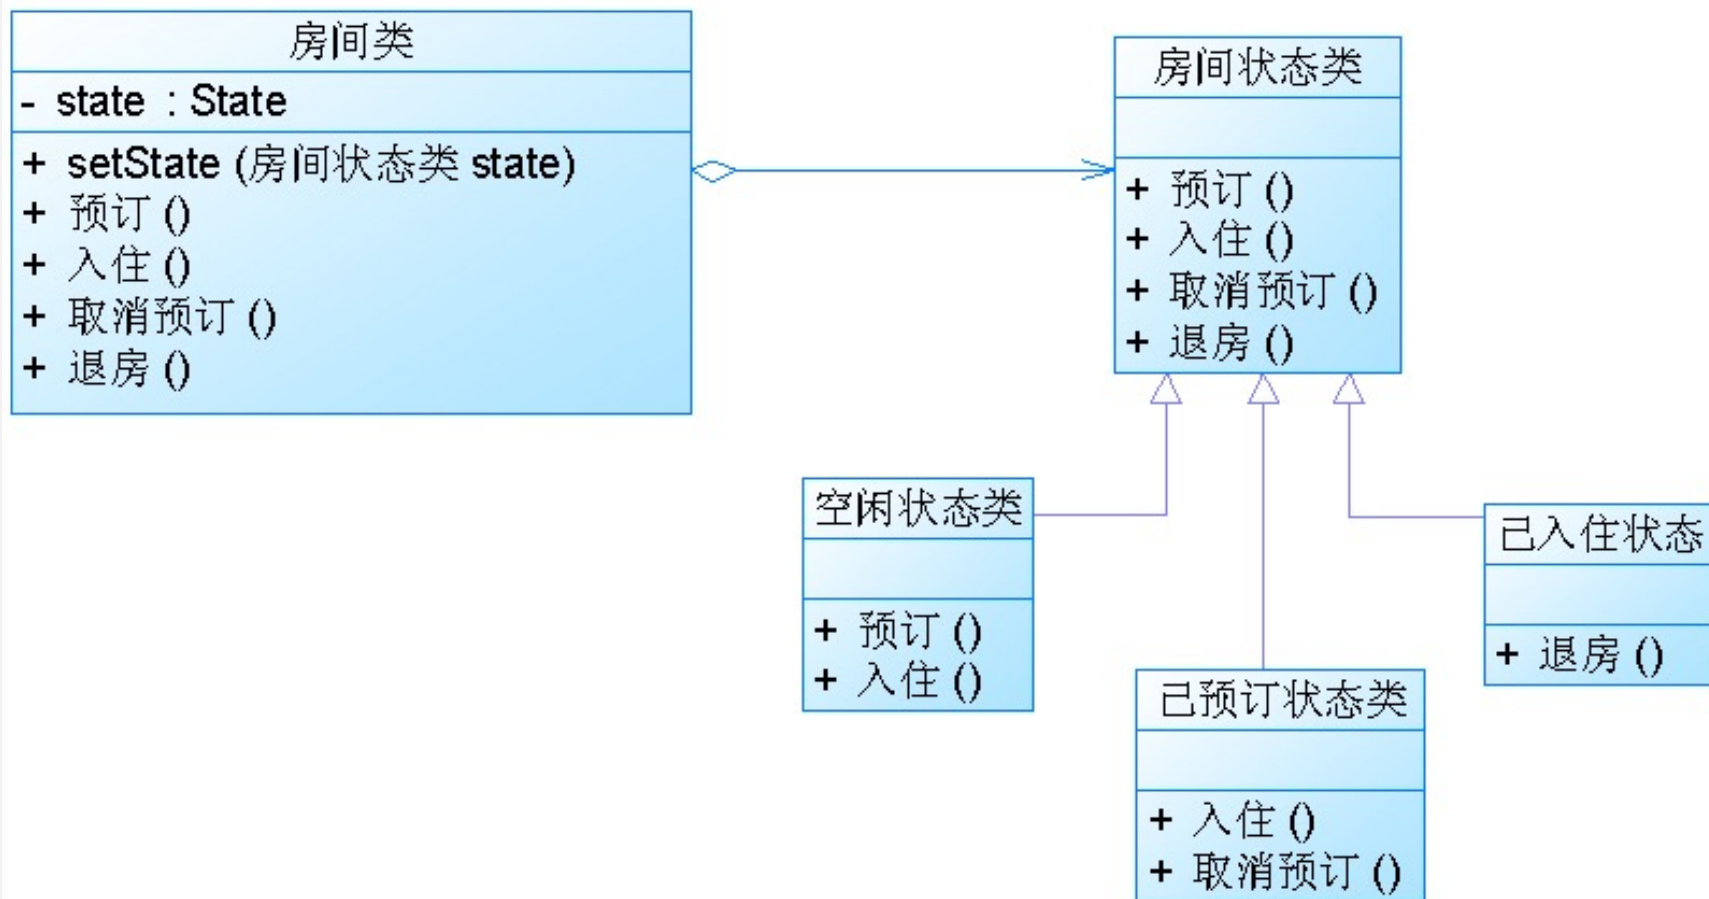 房间类
- state : State
+ setState (房间状态类 state)
+ 预订 ()
+ 入住 ()
+ 取消预订 ()
+ 退房 ()
房间状态类
+ 预订 ()
+ 入住 ()
+ 取消预订 ()
+ 退房 ()
空闲状态类
+ 预订 ()
+ 入住 ()
已预订状态类
+ 入住 ()
+ 取消预订 ()
已入住状态
+ 退房 ()